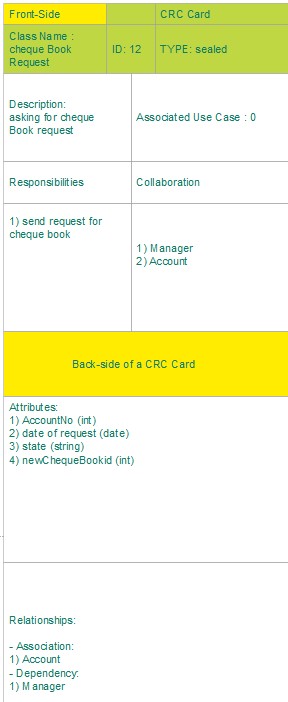 Front-Side
CRC Card
Class Name :
cheque Book
Request
ID: 12
TYPE: sealed
Description:
asking for cheque
Book request
Associated Use Case : 0
Responsibilities
Collaboration
1) send request for
cheque book
1) Manager
2) Account
Back-side of a CRC Card
Attributes:
1) AccountNo (int)
2) date of request (date)
3) state (string)
4) newChequeBookid (int)
Relationships:
- Association:
1) Account
- Dependency:
1) Manager